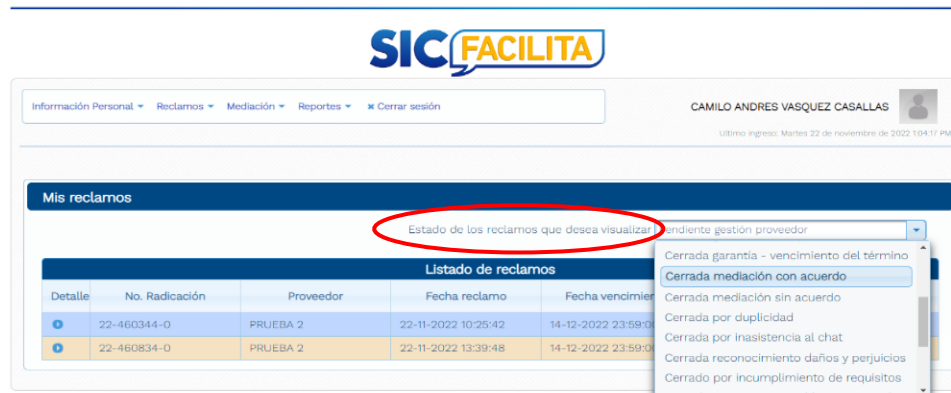 SIC FACILITA
Información Personal Reclamos Mediación Reportes × Cerrar sesión
CAMILO ANDRES VASQUEZ CASALLAS
Ultimo ingreso: Martes 22 de noviembre de 2022 1:04:17 PM
Mis reclamos
Estado de los reclamos que desea visualizar endiente gestión proveedor
Cerrada garantía - vencimiento del término
Cerrada mediación con acuerdo
Cerrada mediación sin acuerdo
Cerrada por duplicidad
Cerrada por inasistencia al chat
Cerrada reconocimiento daños y perjuicios
Cerrado por incumplimiento de requisitos
Listado de reclamos
Detalle No. Radicación Proveedor Fecha reclamo Fecha vencimien
22-460344-0 PRUEBA 2 22-11-2022 10:25:42 14-12-2022 23:59:00
22-460834-0 PRUEBA 2 22-11-2022 13:39:48 14-12-2022 23:59:00